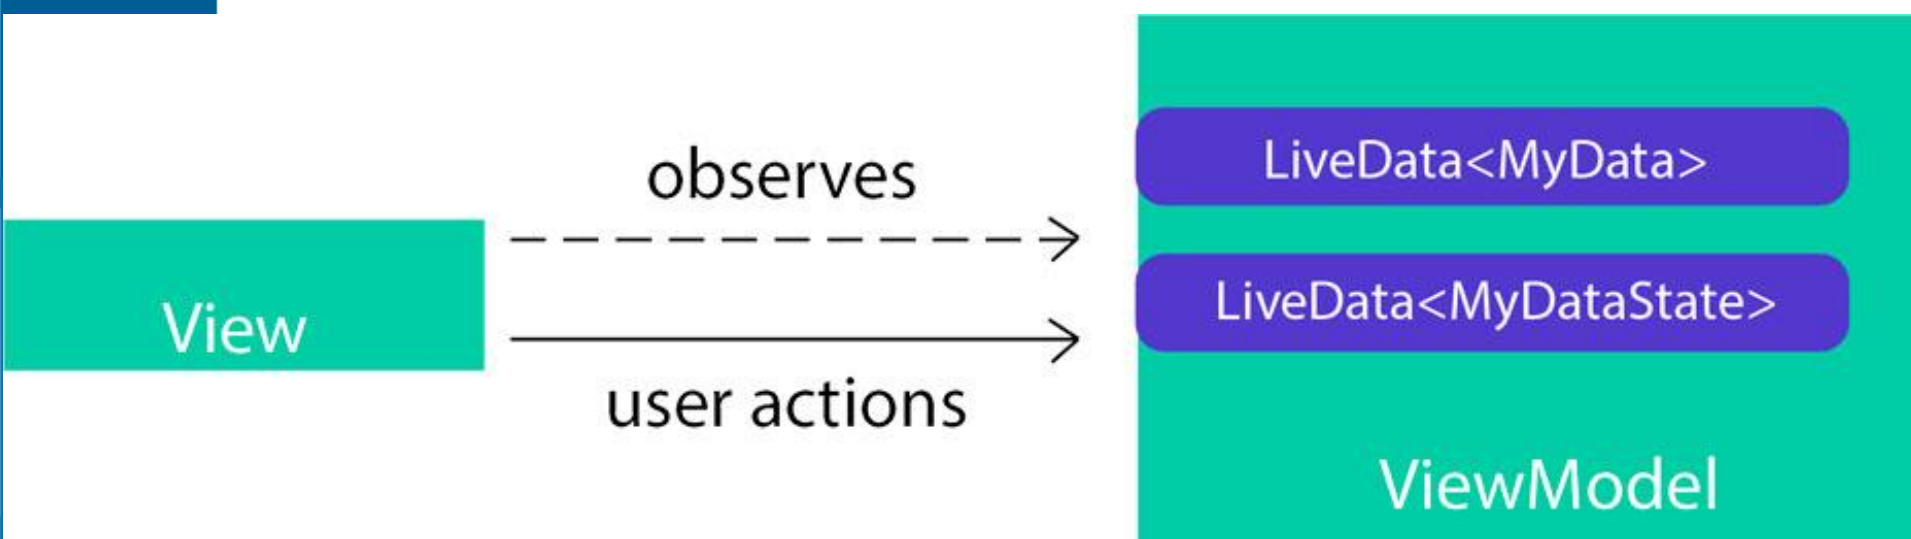 observes
LiveData<MyData>
View
LiveData<MyDataState>
user actions
ViewModel